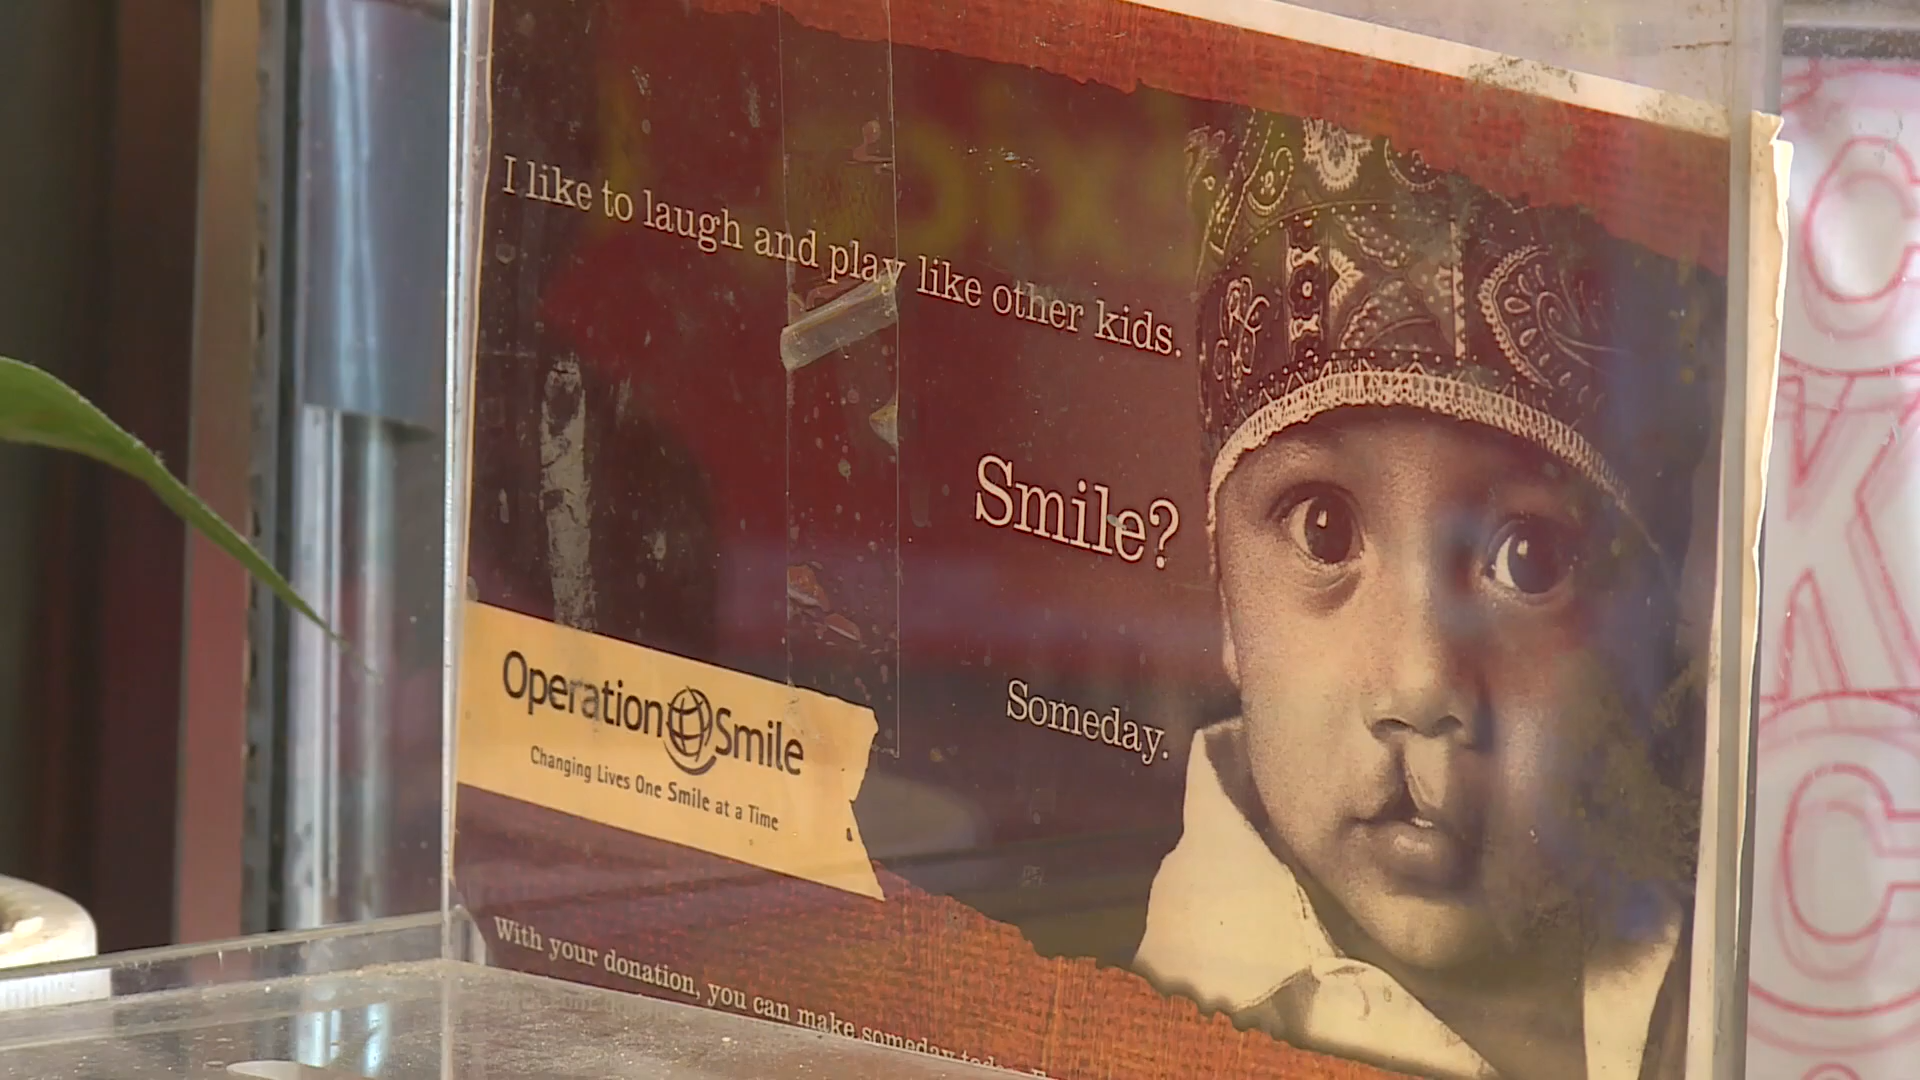 I like to laugh and play like other kids.
Smile?
Someday.
Operation Smile
Changing Lives One Smile at a Time
With your donation, you can make someday
C
K
C